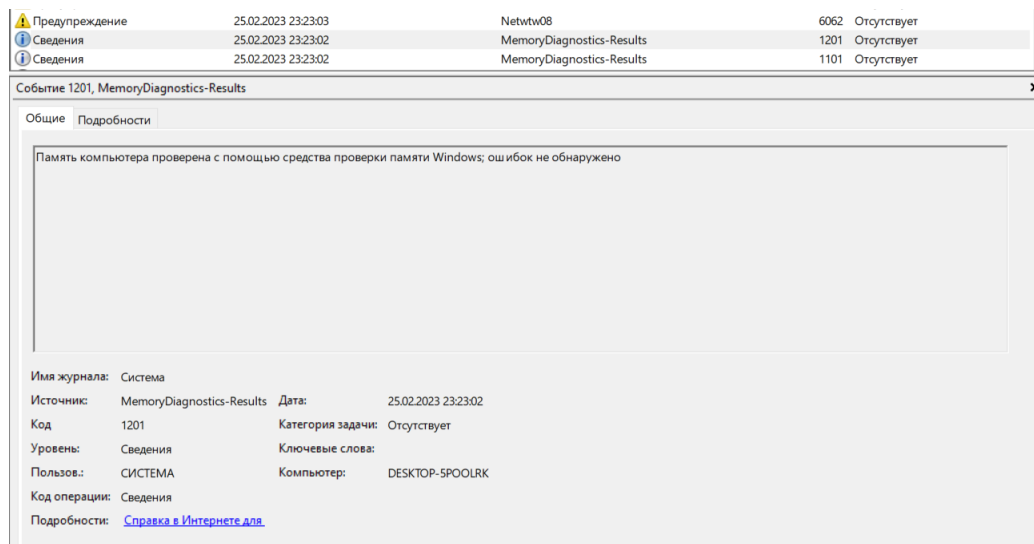 Предупреждение 25.02.2023 23:23:03 Netwtw08 6062 Отсутствует
Сведения 25.02.2023 23:23:02 MemoryDiagnostics-Results 1201 Отсутствует
Сведения 25.02.2023 23:23:02 MemoryDiagnostics-Results 1101 Отсутствует
Событие 1201, MemoryDiagnostics-Results
Общие Подробности
Память компьютера проверена с помощью средства проверки памяти Windows; ошибок не обнаружено
Имя журнала: Система
Источник: MemoryDiagnostics-Results Дата: 25.02.2023 23:23:02
Код 1201 Категория задачи: Отсутствует
Уровень: Сведения Ключевые слова:
Пользов.: СИСТЕМА Компьютер: DESKTOP-5POOLRK
Код операции: Сведения
Подробности: Справка в Интернете для